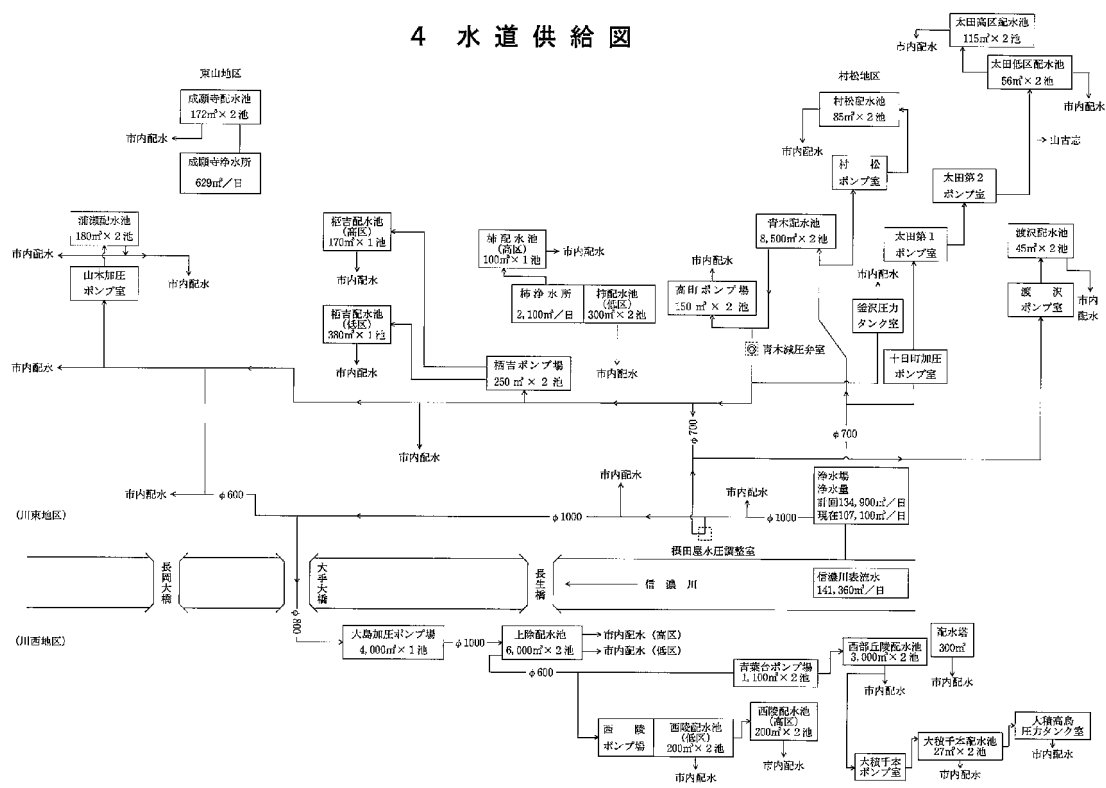 4 水道供給図
太田高区配水池
115㎥×2池
市内配水
太田低区配水池
56㎥×2池
市内配水
山古志
東山地区
成願寺配水池
172㎥×2池
市内配水
成願寺浄水所
629㎥/日
村松地区
村松配水池
85㎥×2池
市内配水
村松
ポンプ室
太田第2
ポンプ室
浦瀬配水池
180㎥×2池
市内配水
市内配水
山本加圧
ポンプ室
栖吉配水池
(高区)
170㎥×1池
市内配水
柿配水池
(高区)
100㎥×1池
市内配水
青木配水池
8,500㎥×2池
太田第1
ポンプ室
渡沢配水池
45㎥×2池
市内配水
市内配水
柿浄水所
2,100㎥/日
柿配水池
(低区)
300㎥×2池
高町ポンプ場
150㎥×2池
釜沢圧力
タンク室
渡沢
ポンプ室
市内
配水
栖吉配水池
(低区)
380㎥×1池
市内配水
青木減圧弁室
市内配水
栖吉ポンプ場
250㎥×2池
市内配水
十日町加圧
ポンプ室
φ700
φ700
市内配水
市内配水
φ600
市内配水
市内配水
浄水場
浄水量
計画134,900㎥/日
現在107,100㎥/日
(川東地区)
φ1000
φ1000
摂田屋水圧調整室
長岡大橋
大手大橋
長生橋
信濃川
信濃川表流水
141,360㎥/日
φ800
(川西地区)
大島加圧ポンプ場
4,000㎥×1池
φ1000
上除配水池
6,000㎥×2池
市内配水(高区)
市内配水(低区)
φ600
青葉台ポンプ場
1,100㎥×2池
西部丘陵配水池
3,000㎥×2池
市内配水
配水塔
300㎥
市内配水
西陵
ポンプ場
西陵配水池
(低区)
200㎥×2池
市内配水
西陵配水池
(高区)
200㎥×2池
市内配水
大積千本
ポンプ室
大積千本配水池
27㎥×2池
市内配水
大積高鳥
圧力タンク室
市内配水